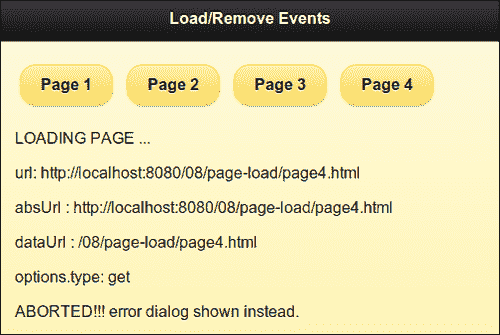 Load/Remove Events
Page 1 Page 2 Page 3 Page 4
LOADING PAGE ...
url: http://localhost:8080/08/page-load/page4.html
absUrl : http://localhost:8080/08/page-load/page4.html
dataUrl : /08/page-load/page4.html
options.type: get
ABORTED!!! error dialog shown instead.